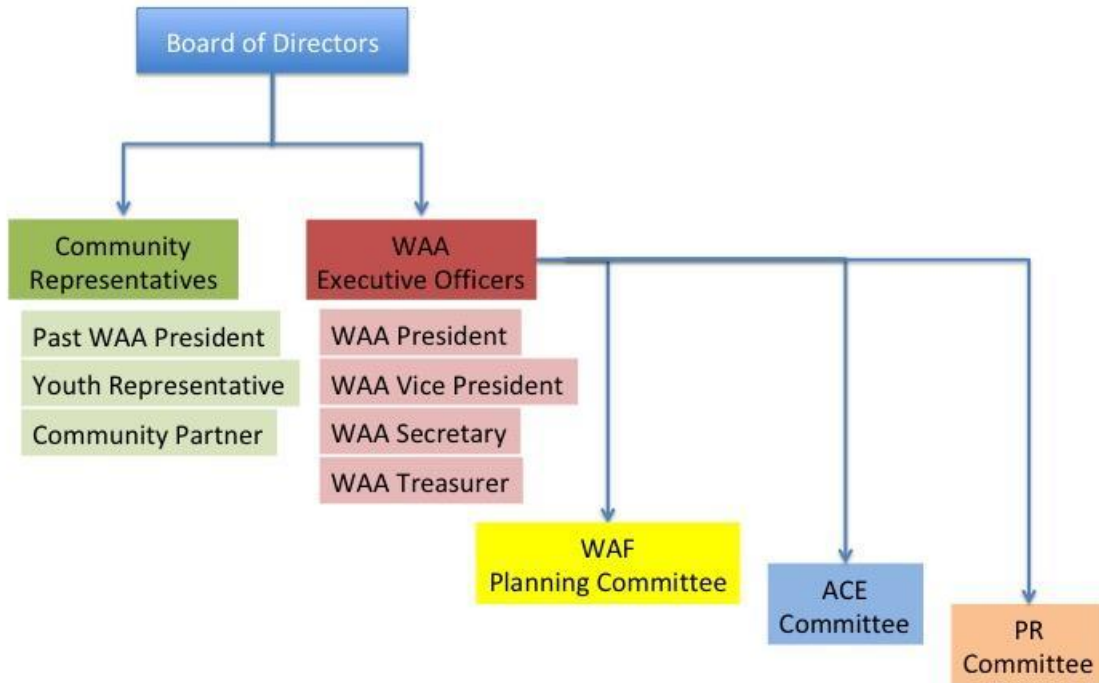 Board of Directors
Community
Representatives
Past WAA President
Youth Representative
Community Partner
WAA
Executive Officers
WAA President
WAA Vice President
WAA Secretary
WAA Treasurer
WAF
Planning Committee
ACE
Committee
PR
Committee